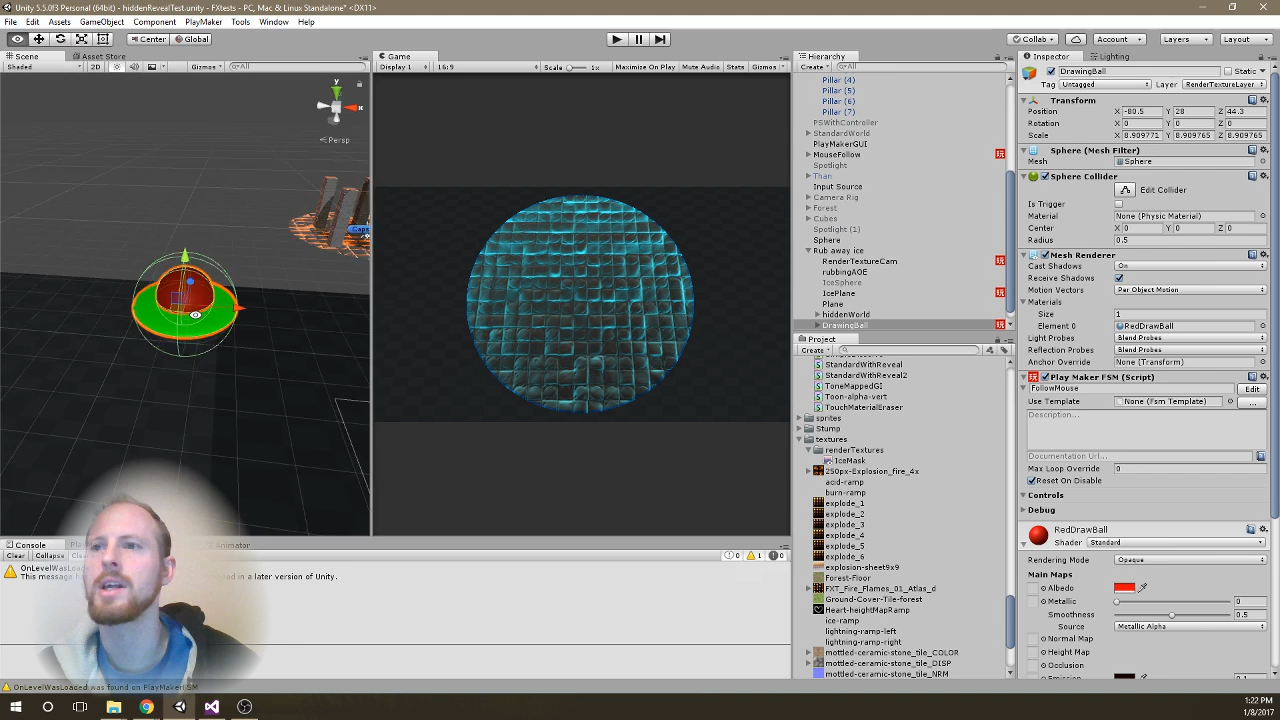 Unity 5.5.0f3 Personal (64bit) - hiddenRevealTest.unity - FXtests - PC, Mac & Linux Standalone* <DX11>
File Edit Assets GameObject Component PlayMaker Tools Window Help
Center Global Collab Account Layers Layout
Scene Asset Store
Shaded 2D Gizmos All
y
x
Persp
Caps
Game
Display 1 16:9 Scale 1x Maximize On Play Mute Audio Stats Gizmos
Hierarchy
Create All
Pillar (4)
Pillar (5)
Pillar (6)
Pillar (7)
PSWithController
StandardWorld
PlayMakerGUI
MouseFollow
Spotlight
Than
Input Source
Camera Rig
Forest
Cubes
Spotlight (1)
Sphere
Rub away ice
RenderTextureCam
rubbingAOE
IceSphere
IcePlane
Plane
hiddenWorld
DrawingBall
Project
Create
StandardWithReveal
StandardWithReveal2
ToneMappedGI
Toon-alpha-vert
TouchMaterialEraser
sprites
Stump
textures
renderTextures
IceMask
250px-Explosion_fire_4x
acid-ramp
burn-ramp
explode_1
explode_2
explode_3
explode_4
explode_5
explode_6
explosion-sheet9x9
Forest-Floor
FXT_Fire_Flames_01_Atlas_d
Ground-Cover-Tile-forest
Heart-heightMapRamp
ice-ramp
lightning-ramp-left
lightning-ramp-right
mottled-ceramic-stone_tile_COLOR
mottled-ceramic-stone_tile_DISP
mottled-ceramic-stone_tile_NRM
Inspector Lighting
DrawingBall Static
Tag Untagged Layer RenderTextureLayer
Transform
Position X -80.5 Y 28 Z 44.3
Rotation X 0 Y 0 Z 0
Scale X 8.909771 Y 8.909765 Z 8.909765
Sphere (Mesh Filter)
Mesh Sphere
Sphere Collider
Edit Collider
Is Trigger
Material None (Physic Material)
Center X 0 Y 0 Z 0
Radius 0.5
Mesh Renderer
Cast Shadows On
Receive Shadows
Motion Vectors Per Object Motion
Materials
Size 1
Element 0 RedDrawBall
Light Probes Blend Probes
Reflection Probes Blend Probes
Anchor Override None (Transform)
Play Maker FSM (Script)
FollowMouse Edit
Use Template None (Fsm Template) ...
Description...
Documentation Url...
Max Loop Override 0
Reset On Disable
Controls
Debug
RedDrawBall
Shader Standard
Rendering Mode Opaque
Main Maps
Albedo
Metallic 0
Smoothness 0.5
Source Metallic Alpha
Normal Map
Height Map
Occlusion
Console Animator
Clear Collapse 0 1 0
OnLevelWasLoaded
This message in a later version of Unity.
OnLevelWasLoaded was found on PlayMaker
1:22 PM
1/8/2017